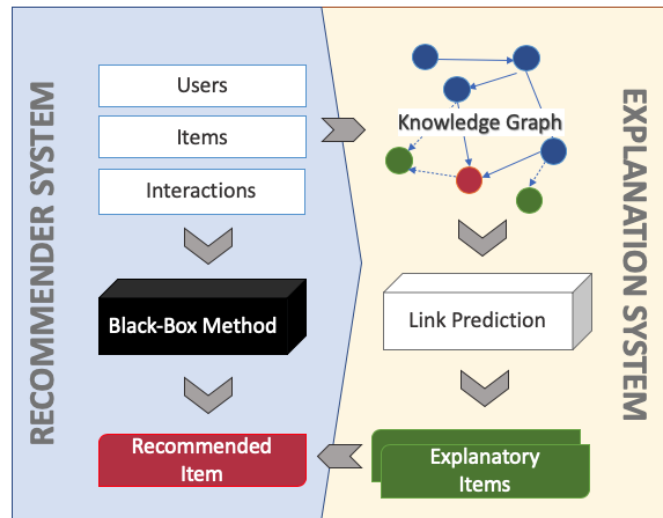 RECOMMENDER SYSTEM
Users
Items
Interactions
Black-Box Method
Recommended
Item
Knowledge Graph
Link Prediction
Explanatory
Items
EXPLANATION SYSTEM